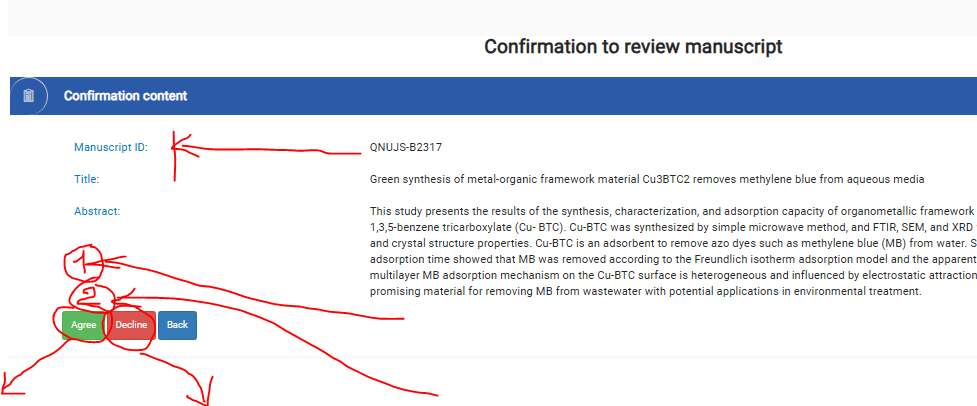 Confirmation to review manuscript
Confirmation content
Manuscript ID: QNUJS-B2317
Title: Green synthesis of metal-organic framework material Cu3BTC2 removes methylene blue from aqueous media
Abstract: This study presents the results of the synthesis, characterization, and adsorption capacity of organometallic framework
1,3,5-benzene tricarboxylate (Cu- BTC). Cu-BTC was synthesized by simple microwave method, and FTIR, SEM, and XRD
and crystal structure properties. Cu-BTC is an adsorbent to remove azo dyes such as methylene blue (MB) from water. S
adsorption time showed that MB was removed according to the Freundlich isotherm adsorption model and the apparent
multilayer MB adsorption mechanism on the Cu-BTC surface is heterogeneous and influenced by electrostatic attraction
promising material for removing MB from wastewater with potential applications in environmental treatment.
1
2
Agree Decline Back